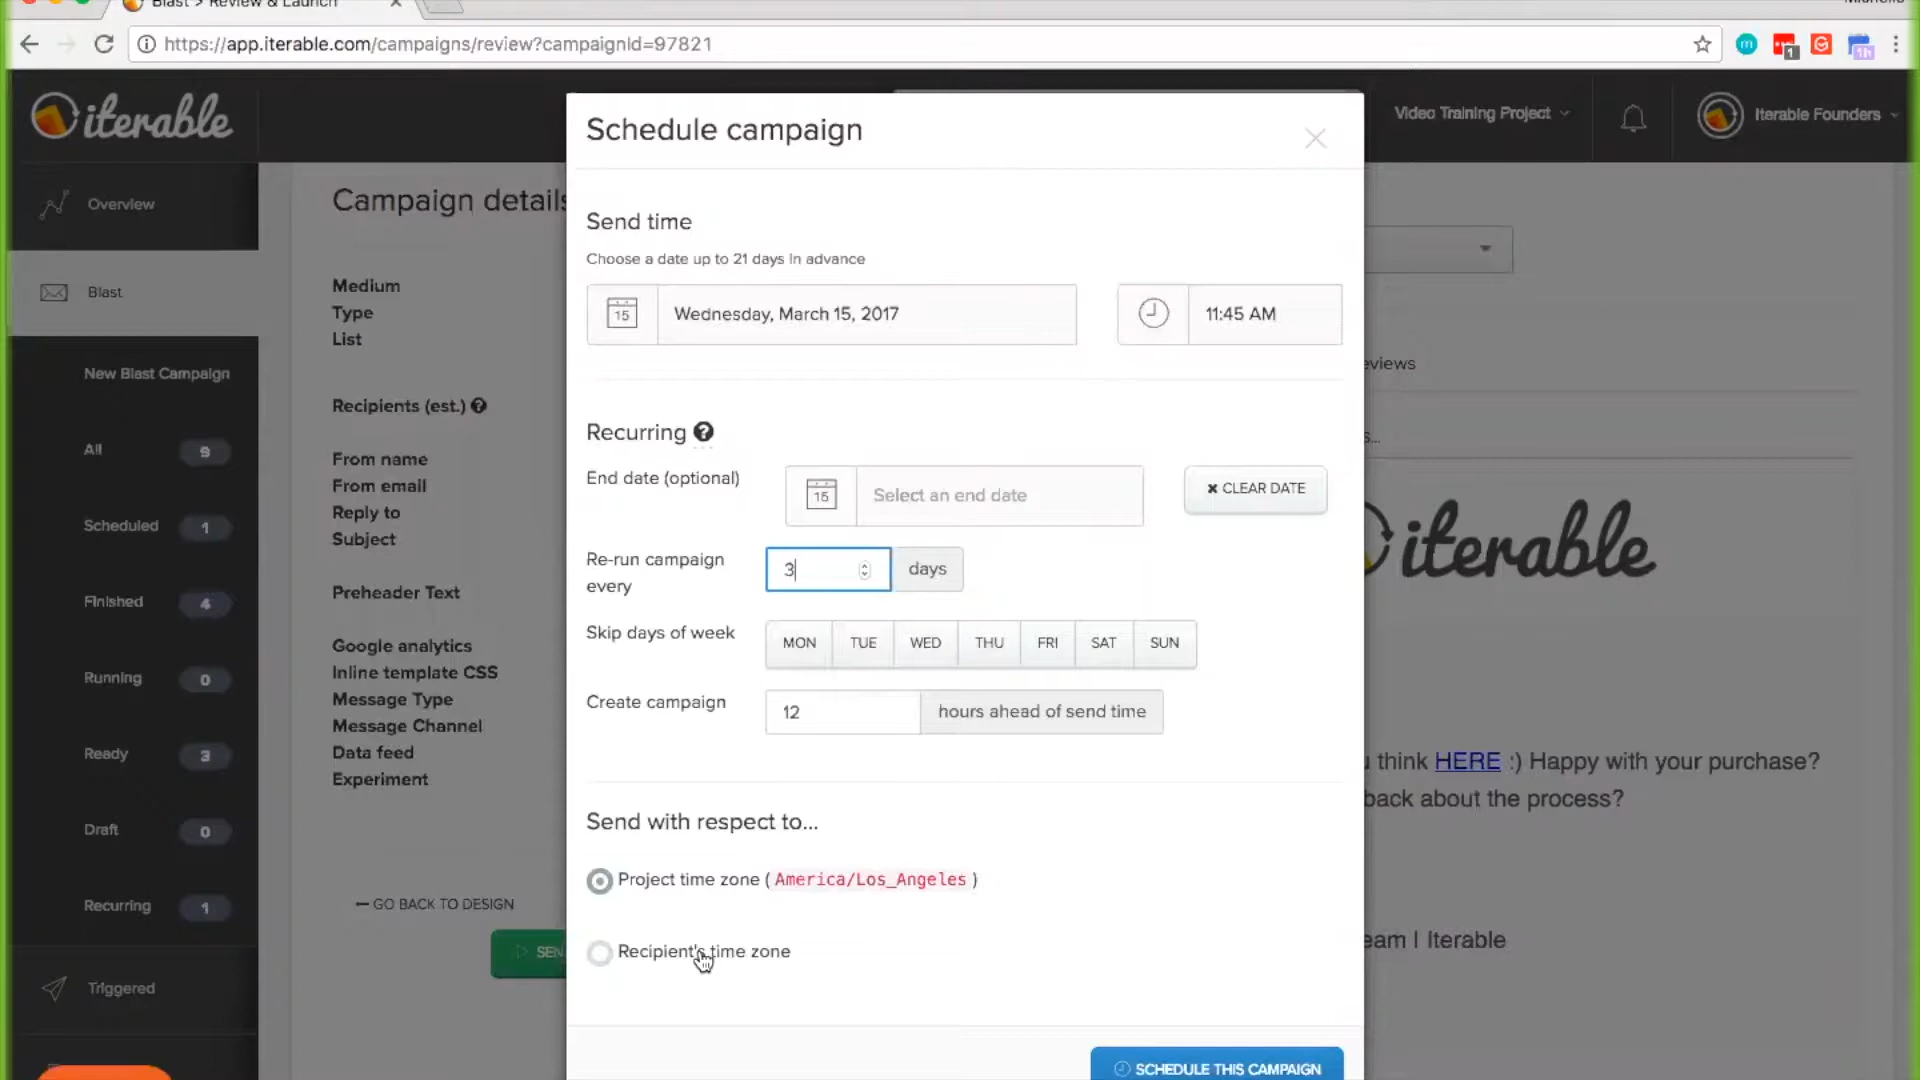 Blast > Review & Launch
https://app.iterable.com/campaigns/review?campaignId=97821
1
1h
iterable
Video Training Project
Iterable Founders
Overview
Blast
New Blast Campaign
All 9
Scheduled 1
Finished 4
Running 0
Ready 3
Draft 0
Recurring 1
Triggered
Campaign details
Medium
Type
List
Recipients (est.) ?
From name
From email
Reply to
Subject
Preheader Text
Google analytics
Inline template CSS
Message Type
Message Channel
Data feed
Experiment
GO BACK TO DESIGN
SEN
Schedule campaign
Send time
Choose a date up to 21 days in advance
15 Wednesday, March 15, 2017 11:45 AM
Recurring ?
End date (optional) 15 Select an end date CLEAR DATE
Re-run campaign every 3 days
Skip days of week MON TUE WED THU FRI SAT SUN
Create campaign 12 hours ahead of send time
Send with respect to...
Project time zone ( America/Los_Angeles )
Recipient's time zone
SCHEDULE THIS CAMPAIGN
eviews
s...
iterable
think HERE :) Happy with your purchase?
back about the process?
eam | Iterable